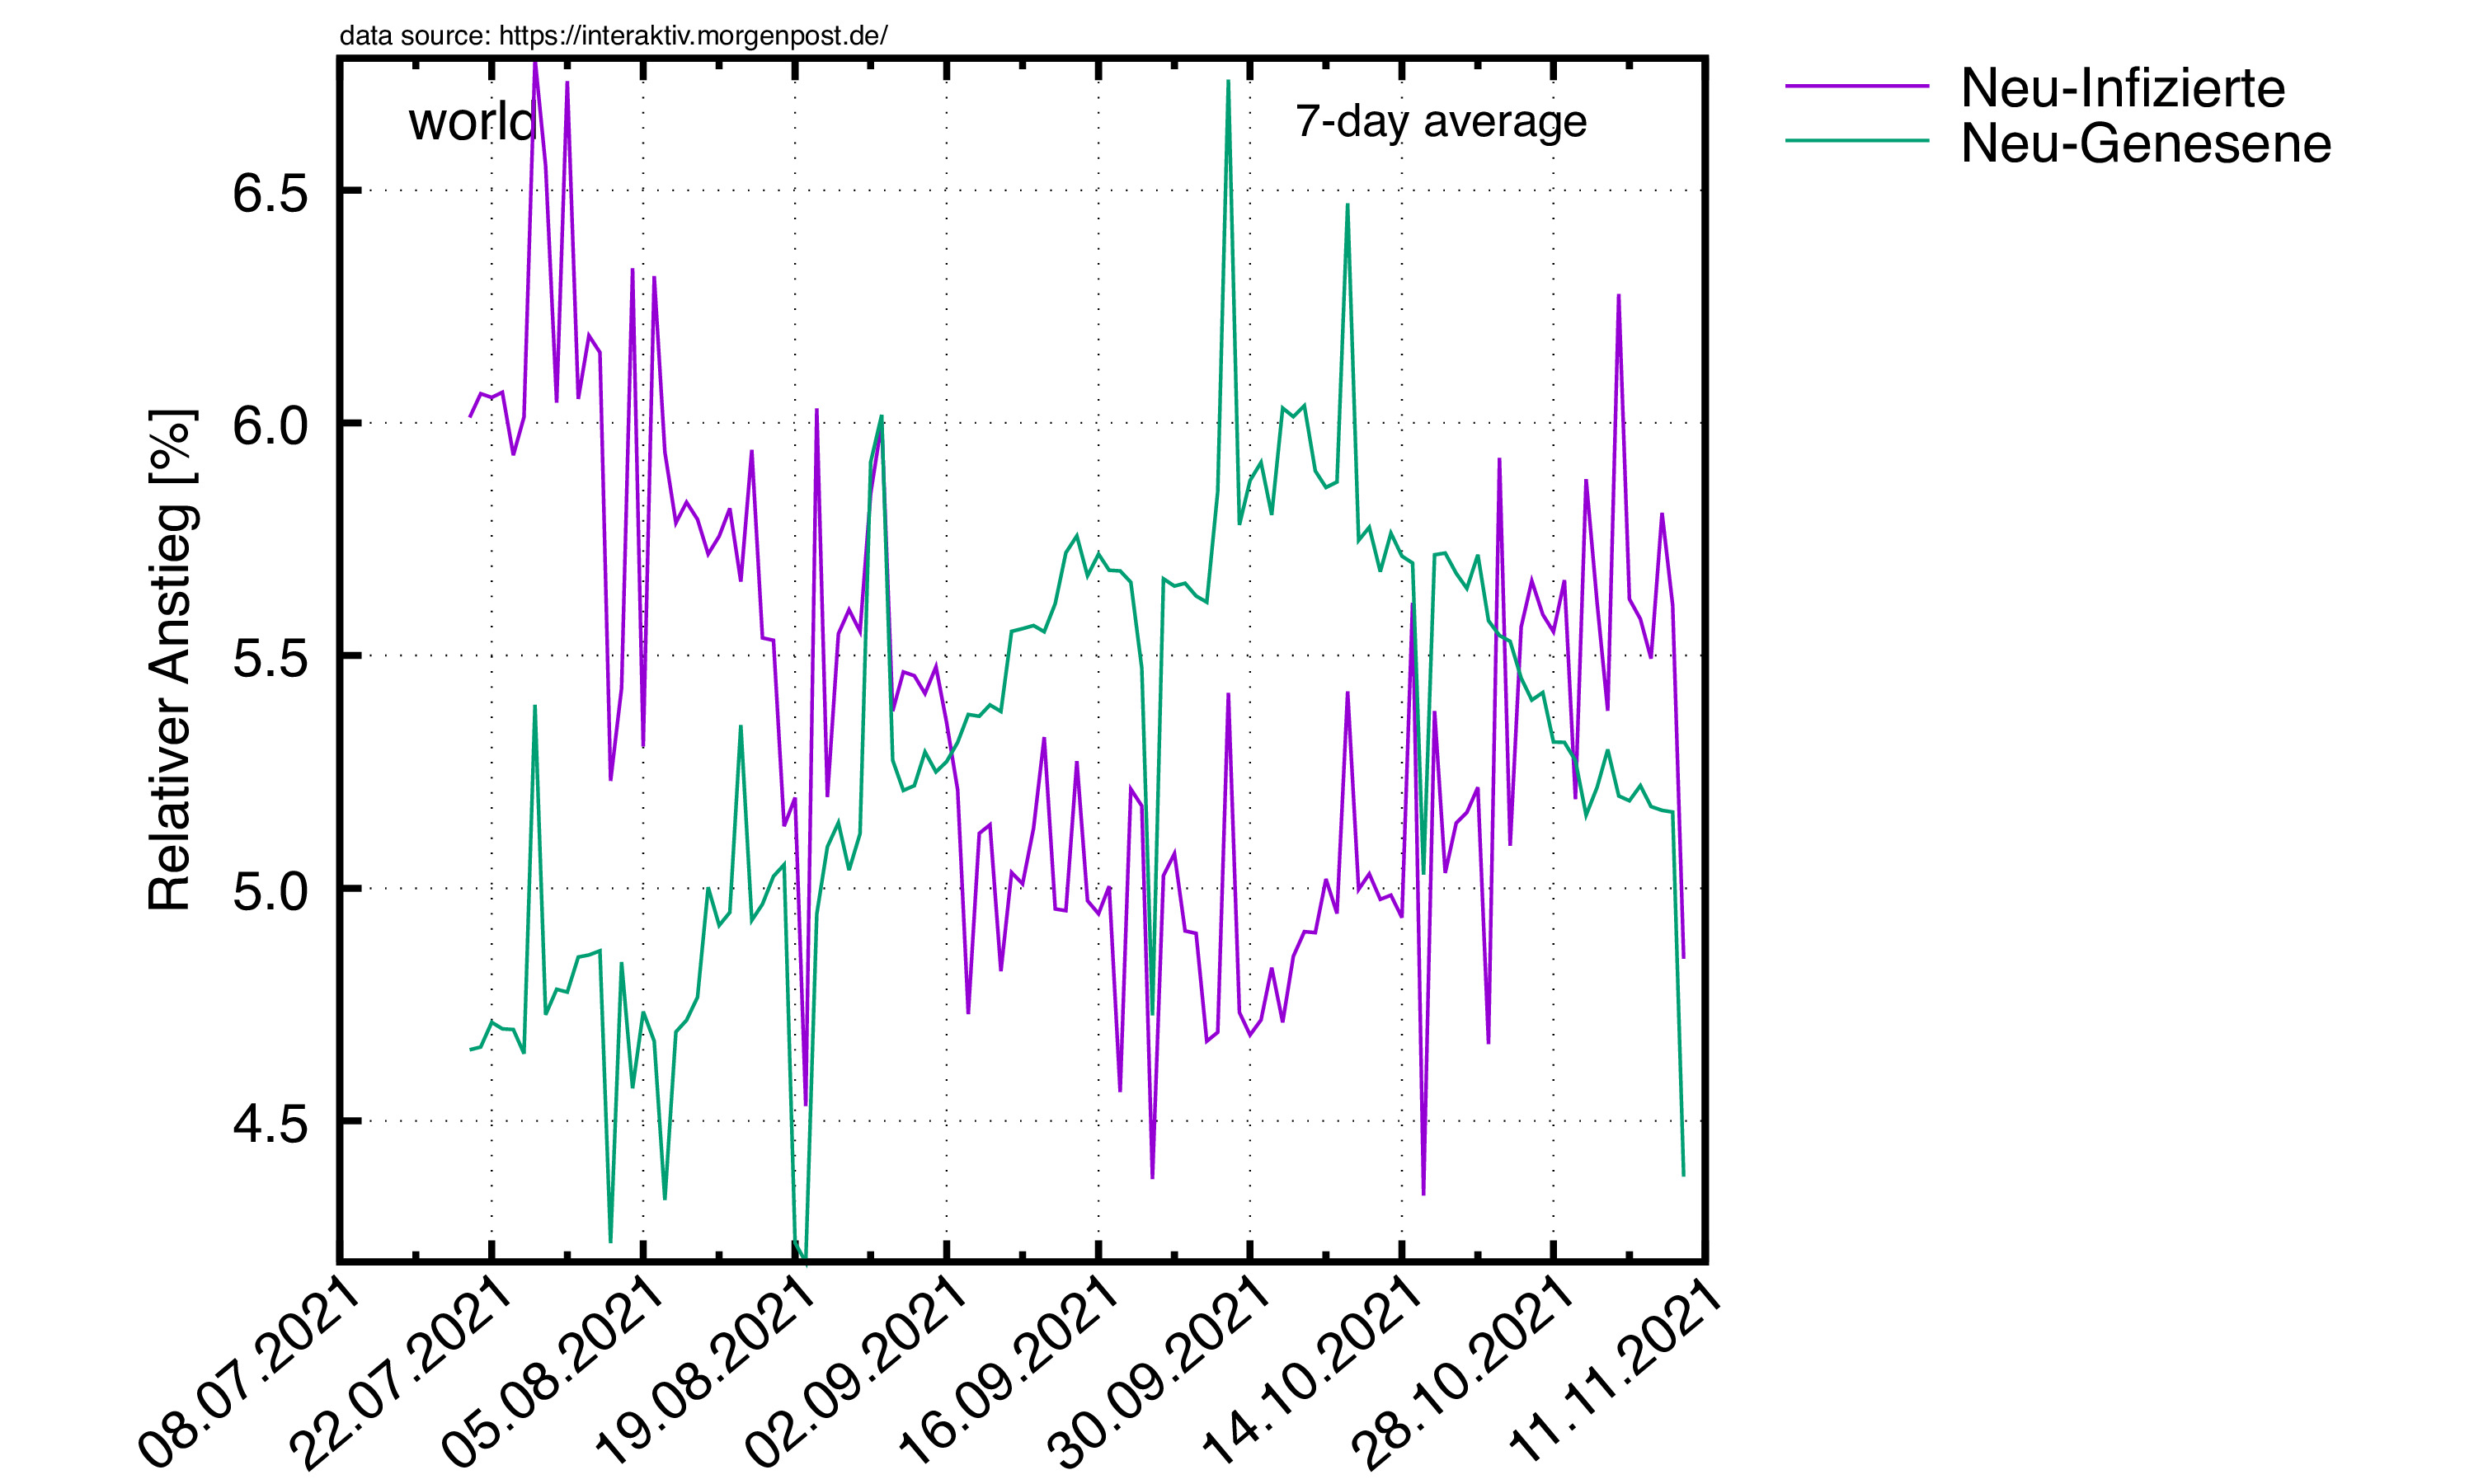 data source: https://interaktiv.morgenpost.de/
world
7-day average
Neu-Infizierte
Neu-Genesene
Relativer Anstieg [%]
6.5
6.0
5.5
5.0
4.5
08.07.2021
22.07.2021
05.08.2021
19.08.2021
02.09.2021
16.09.2021
30.09.2021
14.10.2021
28.10.2021
11.11.2021